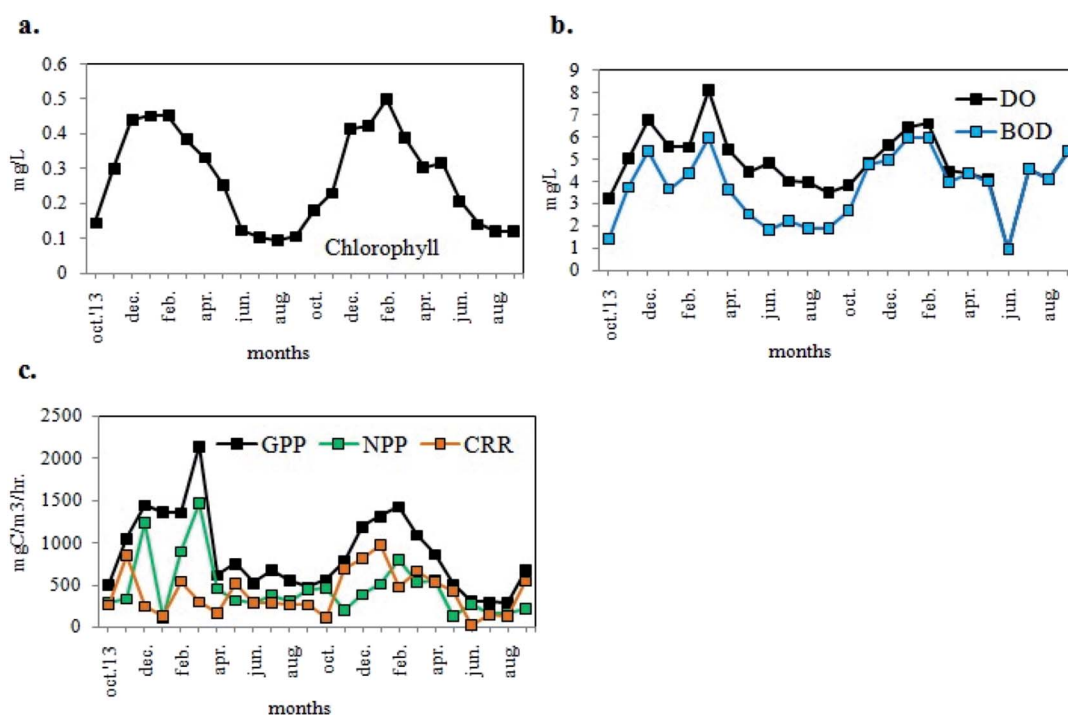 a.
0.6
0.5
0.4
0.3
0.2
0.1
0
mg/L
Chlorophyll
oct.'13
dec.
feb.
apr.
jun.
aug.
oct.
dec.
feb.
apr.
jun.
aug.
months
b.
9
8
7
6
5
4
3
2
1
0
mg/L
DO
BOD
oct.'13
dec.
feb.
apr.
jun.
aug.
oct.
dec.
feb.
apr.
jun.
aug.
months
c.
2500
2000
1500
1000
500
0
mgC/m3/hr.
GPP NPP CRR
oct.'13
dec.
feb.
apr.
jun.
aug.
oct.
dec.
feb.
apr.
jun.
aug.
months